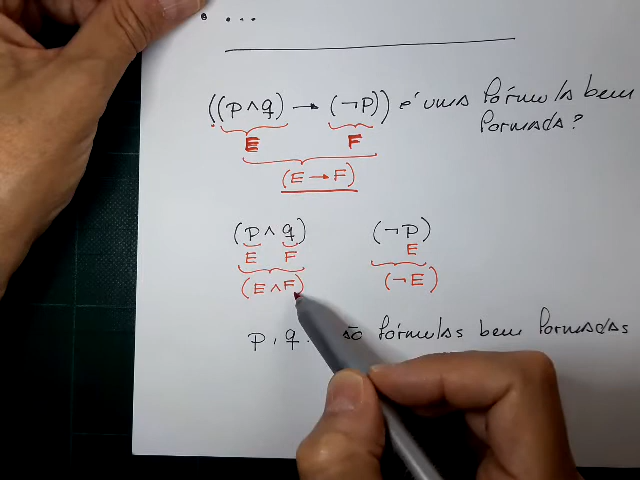 ((p ∧ q) → (¬p)) é uma fórmula bem
formada?
E F
(E → F)
(p ∧ q) (¬p)
E F E
(E ∧ F) (¬E)
p, q são fórmulas bem formadas